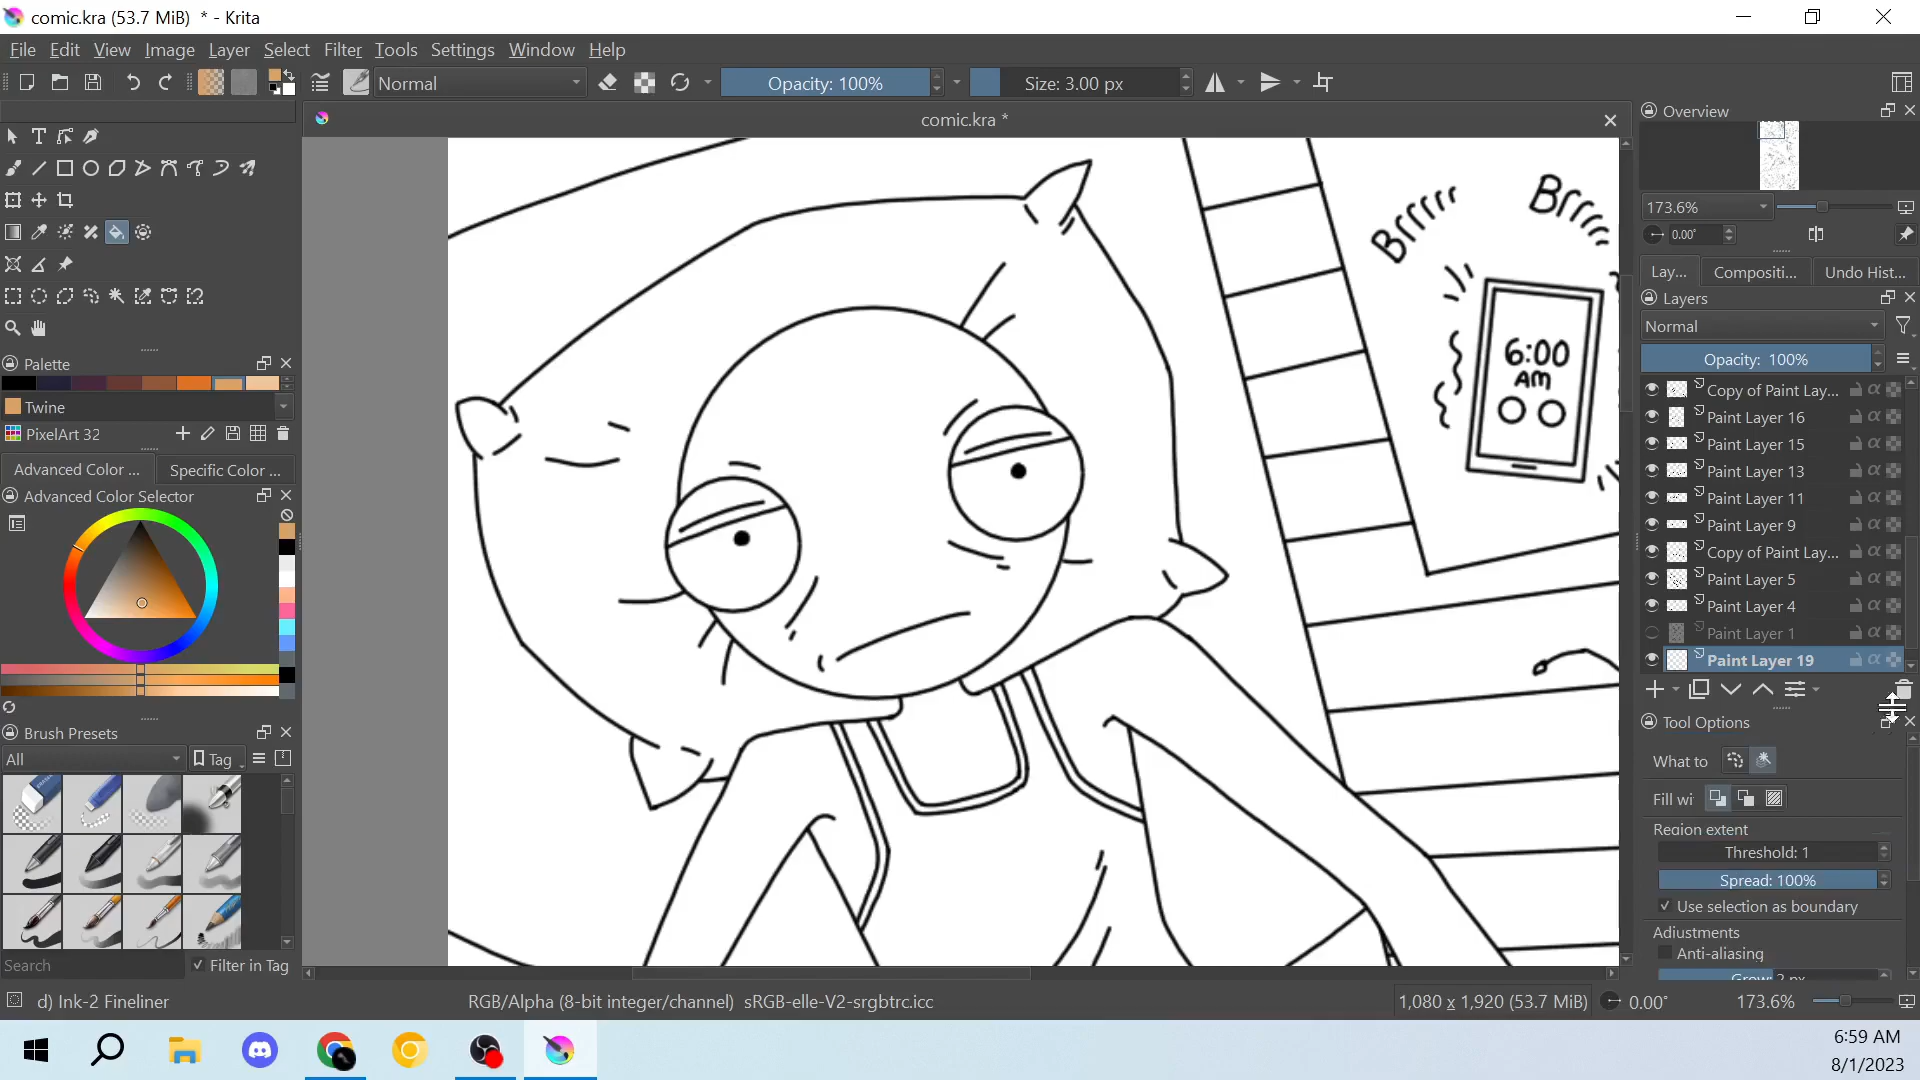 comic.kra (53.7 MiB) * - Krita
File Edit View Image Layer Select Filter Tools Settings Window Help
Normal
Opacity: 100%
Size: 3.00 px
comic.kra *
Palette
Twine
PixelArt 32
Advanced Color ...
Specific Color ...
Advanced Color Selector
Brush Presets
All
Tag
Search
Filter in Tag
Brrrrr
Brrrr
6:00
AM
Overview
173.6%
0.00°
Lay...
Compositi...
Undo Hist...
Layers
Normal
Opacity: 100%
Copy of Paint Lay...
Paint Layer 16
Paint Layer 15
Paint Layer 13
Paint Layer 11
Paint Layer 9
Copy of Paint Lay...
Paint Layer 5
Paint Layer 4
Paint Layer 1
Paint Layer 19
Tool Options
What to
Fill wi
Region extent
Threshold: 1
Spread: 100%
Use selection as boundary
Adjustments
Anti-aliasing
Grow: 2 px
d) Ink-2 Fineliner
RGB/Alpha (8-bit integer/channel) sRGB-elle-V2-srgbtrc.icc
1,080 x 1,920 (53.7 MiB)
0.00°
173.6%
6:59 AM
8/1/2023